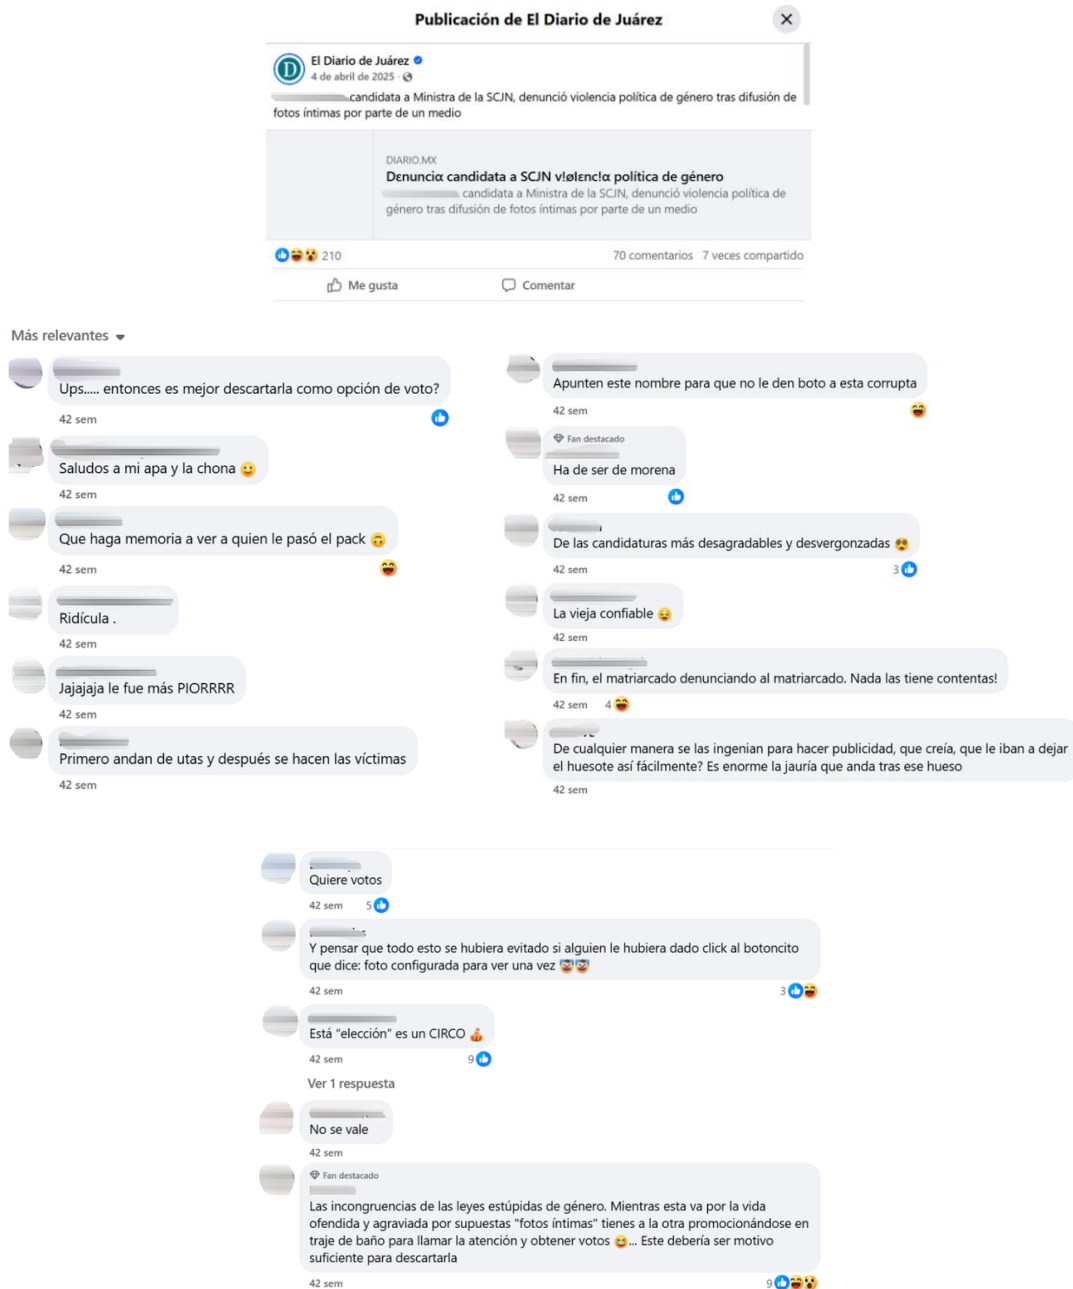 Publicación de El Diario de Juárez
El Diario de Juárez
4 de abril de 2025
candidata a Ministra de la SCJN, denunció violencia política de género tras difusión de
fotos íntimas por parte de un medio
DIARIO.MX
Dɛnunciα candidata a SCJN v!ølɛnc!α política de género
candidata a Ministra de la SCJN, denunció violencia política de
género tras difusión de fotos íntimas por parte de un medio
210
70 comentarios 7 veces compartido
Me gusta
Comentar
Más relevantes
Ups..... entonces es mejor descartarla como opción de voto?
42 sem
Saludos a mi apa y la chona 😀
42 sem
Que haga memoria a ver a quien le pasó el pack 🙃
42 sem
Ridícula .
42 sem
Jajajaja le fue más PIORRRR
42 sem
Primero andan de utas y después se hacen las víctimas
42 sem
Apunten este nombre para que no le den boto a esta corrupta
42 sem
Fan destacado
Ha de ser de morena
42 sem
De las candidaturas más desagradables y desvergonzadas
42 sem
3
La vieja confiable
42 sem
En fin, el matriarcado denunciando al matriarcado. Nada las tiene contentas!
42 sem 4
De cualquier manera se las ingenian para hacer publicidad, que creía, que le iban a dejar
el huesote así fácilmente? Es enorme la jauría que anda tras ese hueso
42 sem
Quiere votos
42 sem 5
Y pensar que todo esto se hubiera evitado si alguien le hubiera dado click al botoncito
que dice: foto configurada para ver una vez
42 sem
3
Está “elección” es un CIRCO 🎪
42 sem
9
Ver 1 respuesta
No se vale
42 sem
Fan destacado
Las incongruencias de las leyes estúpidas de género. Mientras esta va por la vida
ofendida y agraviada por supuestas "fotos íntimas" tienes a la otra promocionándose en
traje de baño para llamar la atención y obtener votos 😆... Este debería ser motivo
suficiente para descartarla
42 sem
9